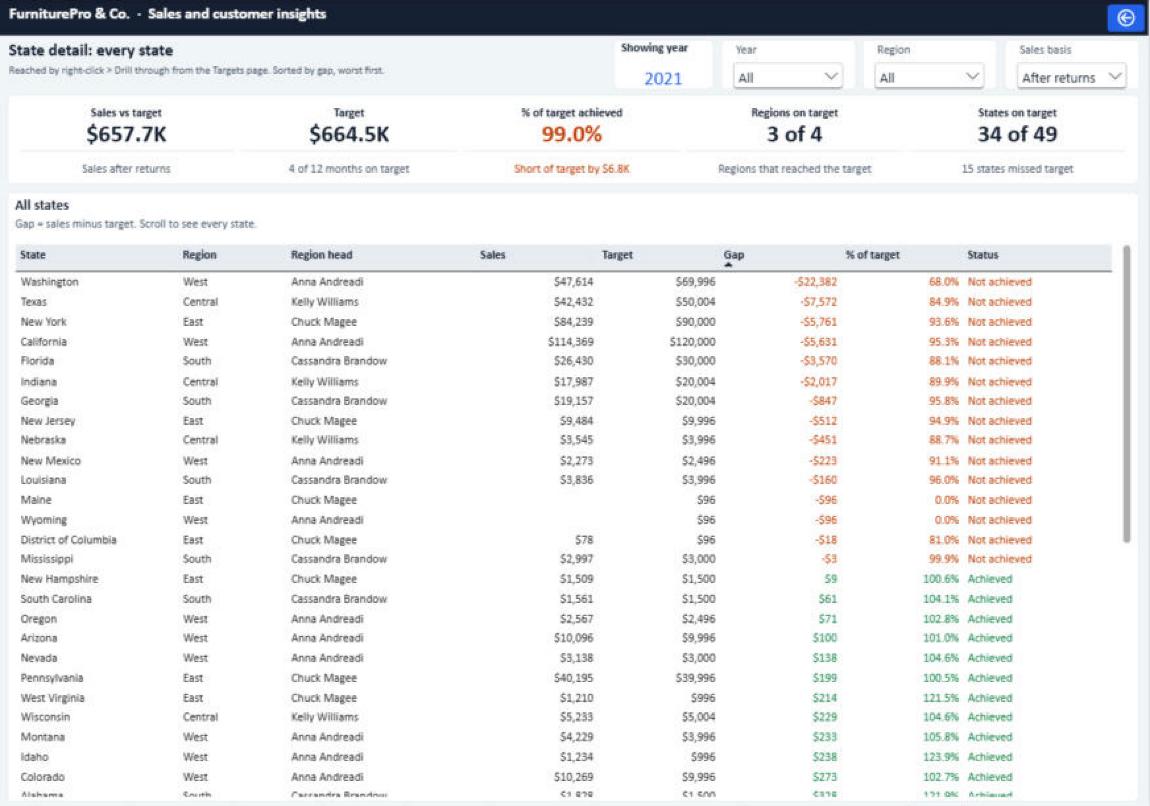 FurniturePro & Co. · Sales and customer insights
State detail: every state
Reached by right-click > Drill through from the Targets page. Sorted by gap, worst first.
Showing year
2021
Year
All
Region
All
Sales basis
After returns
Sales vs target
$657.7K
Sales after returns
Target
$664.5K
4 of 12 months on target
% of target achieved
99.0%
Short of target by $6.8K
Regions on target
3 of 4
Regions that reached the target
States on target
34 of 49
15 states missed target
All states
Gap = sales minus target. Scroll to see every state.
State Region Region head Sales Target Gap % of target Status
Washington West Anna Andreadi $47,614 $69,996 -$22,382 68.0% Not achieved
Texas Central Kelly Williams $42,432 $50,004 -$7,572 84.9% Not achieved
New York East Chuck Magee $84,239 $90,000 -$5,761 93.6% Not achieved
California West Anna Andreadi $114,369 $120,000 -$5,631 95.3% Not achieved
Florida South Cassandra Brandow $26,430 $30,000 -$3,570 88.1% Not achieved
Indiana Central Kelly Williams $17,987 $20,004 -$2,017 89.9% Not achieved
Georgia South Cassandra Brandow $19,157 $20,004 -$847 95.8% Not achieved
New Jersey East Chuck Magee $9,484 $9,996 -$512 94.9% Not achieved
Nebraska Central Kelly Williams $3,545 $3,996 -$451 88.7% Not achieved
New Mexico West Anna Andreadi $2,273 $2,496 -$223 91.1% Not achieved
Louisiana South Cassandra Brandow $3,836 $3,996 -$160 96.0% Not achieved
Maine East Chuck Magee $96 -$96 0.0% Not achieved
Wyoming West Anna Andreadi $96 -$96 0.0% Not achieved
District of Columbia East Chuck Magee $78 $96 -$18 81.0% Not achieved
Mississippi South Cassandra Brandow $2,997 $3,000 -$3 99.9% Not achieved
New Hampshire East Chuck Magee $1,509 $1,500 $9 100.6% Achieved
South Carolina South Cassandra Brandow $1,561 $1,500 $61 104.1% Achieved
Oregon West Anna Andreadi $2,567 $2,496 $71 102.8% Achieved
Arizona West Anna Andreadi $10,096 $9,996 $100 101.0% Achieved
Nevada West Anna Andreadi $3,138 $3,000 $138 104.6% Achieved
Pennsylvania East Chuck Magee $40,195 $39,996 $199 100.5% Achieved
West Virginia East Chuck Magee $1,210 $996 $214 121.5% Achieved
Wisconsin Central Kelly Williams $5,233 $5,004 $229 104.6% Achieved
Montana West Anna Andreadi $4,229 $3,996 $233 105.8% Achieved
Idaho West Anna Andreadi $1,234 $996 $238 123.9% Achieved
Colorado West Anna Andreadi $10,269 $9,996 $273 102.7% Achieved
Alabama South Cassandra Brandow $1,828 $1,500 $328 121.9% Achieved